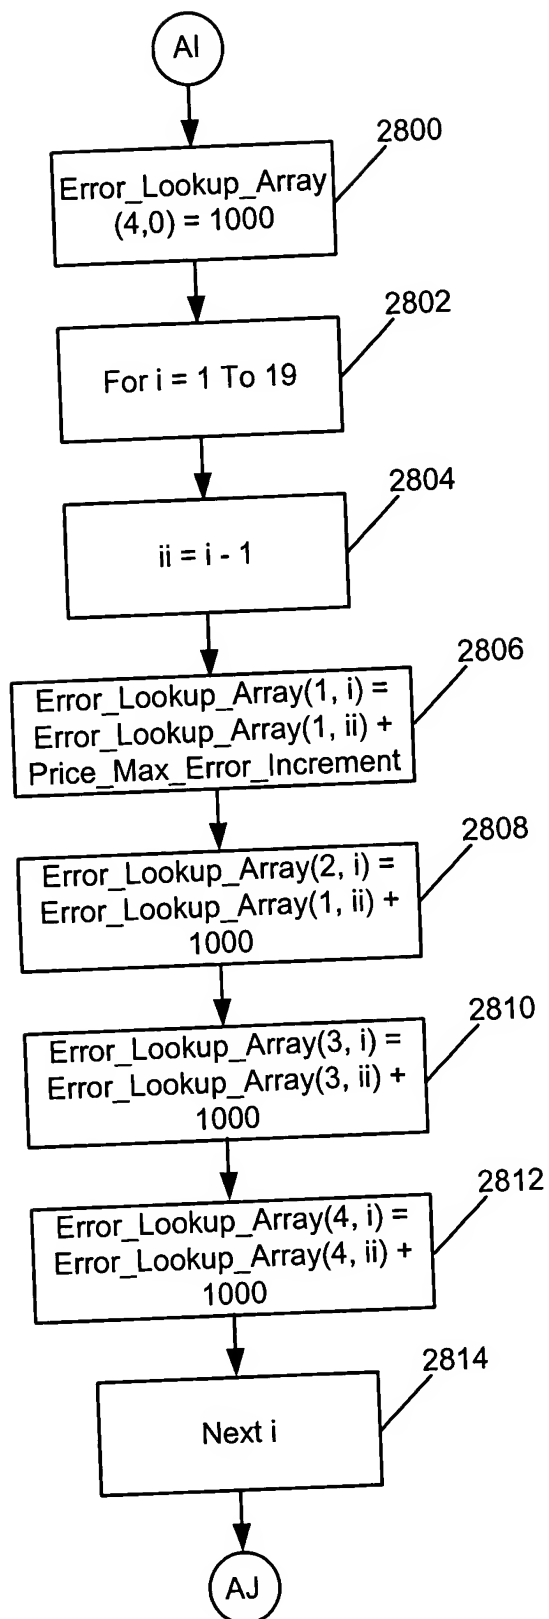 AI
2800
Error_Lookup_Array
(4,0) = 1000
2802
For i = 1 To 19
2804
ii = i - 1
2806
Error_Lookup_Array(1, i) =
Error_Lookup_Array(1, ii) +
Price_Max_Error_Increment
2808
Error_Lookup_Array(2, i) =
Error_Lookup_Array(1, ii) +
1000
2810
Error_Lookup_Array(3, i) =
Error_Lookup_Array(3, ii) +
1000
2812
Error_Lookup_Array(4, i) =
Error_Lookup_Array(4, ii) +
1000
2814
Next i
AJ